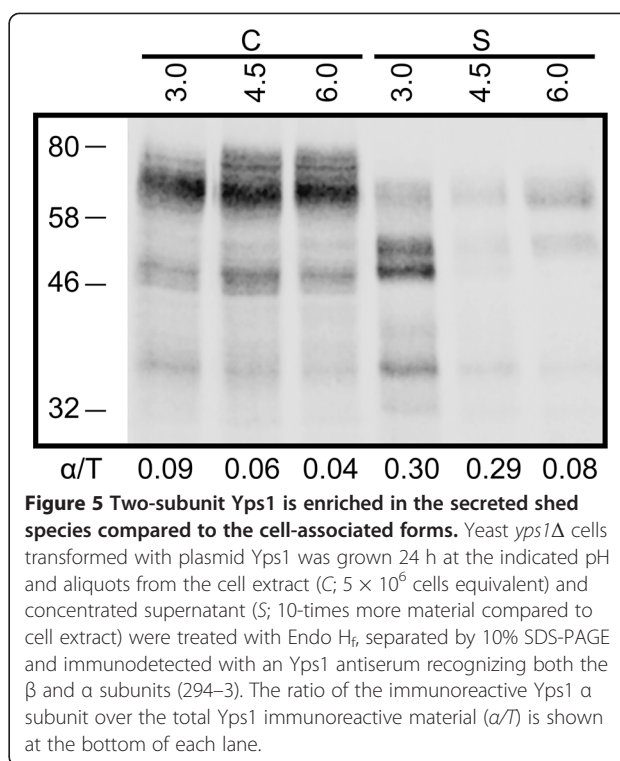 C S
3.0 4.5 6.0 3.0 4.5 6.0
80
58
46
32
α/T 0.09 0.06 0.04 0.30 0.29 0.08
Figure 5 Two-subunit Yps1 is enriched in the secreted shed
species compared to the cell-associated forms. Yeast yps1Δ cells
transformed with plasmid Yps1 was grown 24 h at the indicated pH
and aliquots from the cell extract (C; 5 × 10⁶ cells equivalent) and
concentrated supernatant (S; 10-times more material compared to
cell extract) were treated with Endo Hf, separated by 10% SDS-PAGE
and immunodetected with an Yps1 antiserum recognizing both the
β and α subunits (294–3). The ratio of the immunoreactive Yps1 α
subunit over the total Yps1 immunoreactive material (α/T) is shown
at the bottom of each lane.